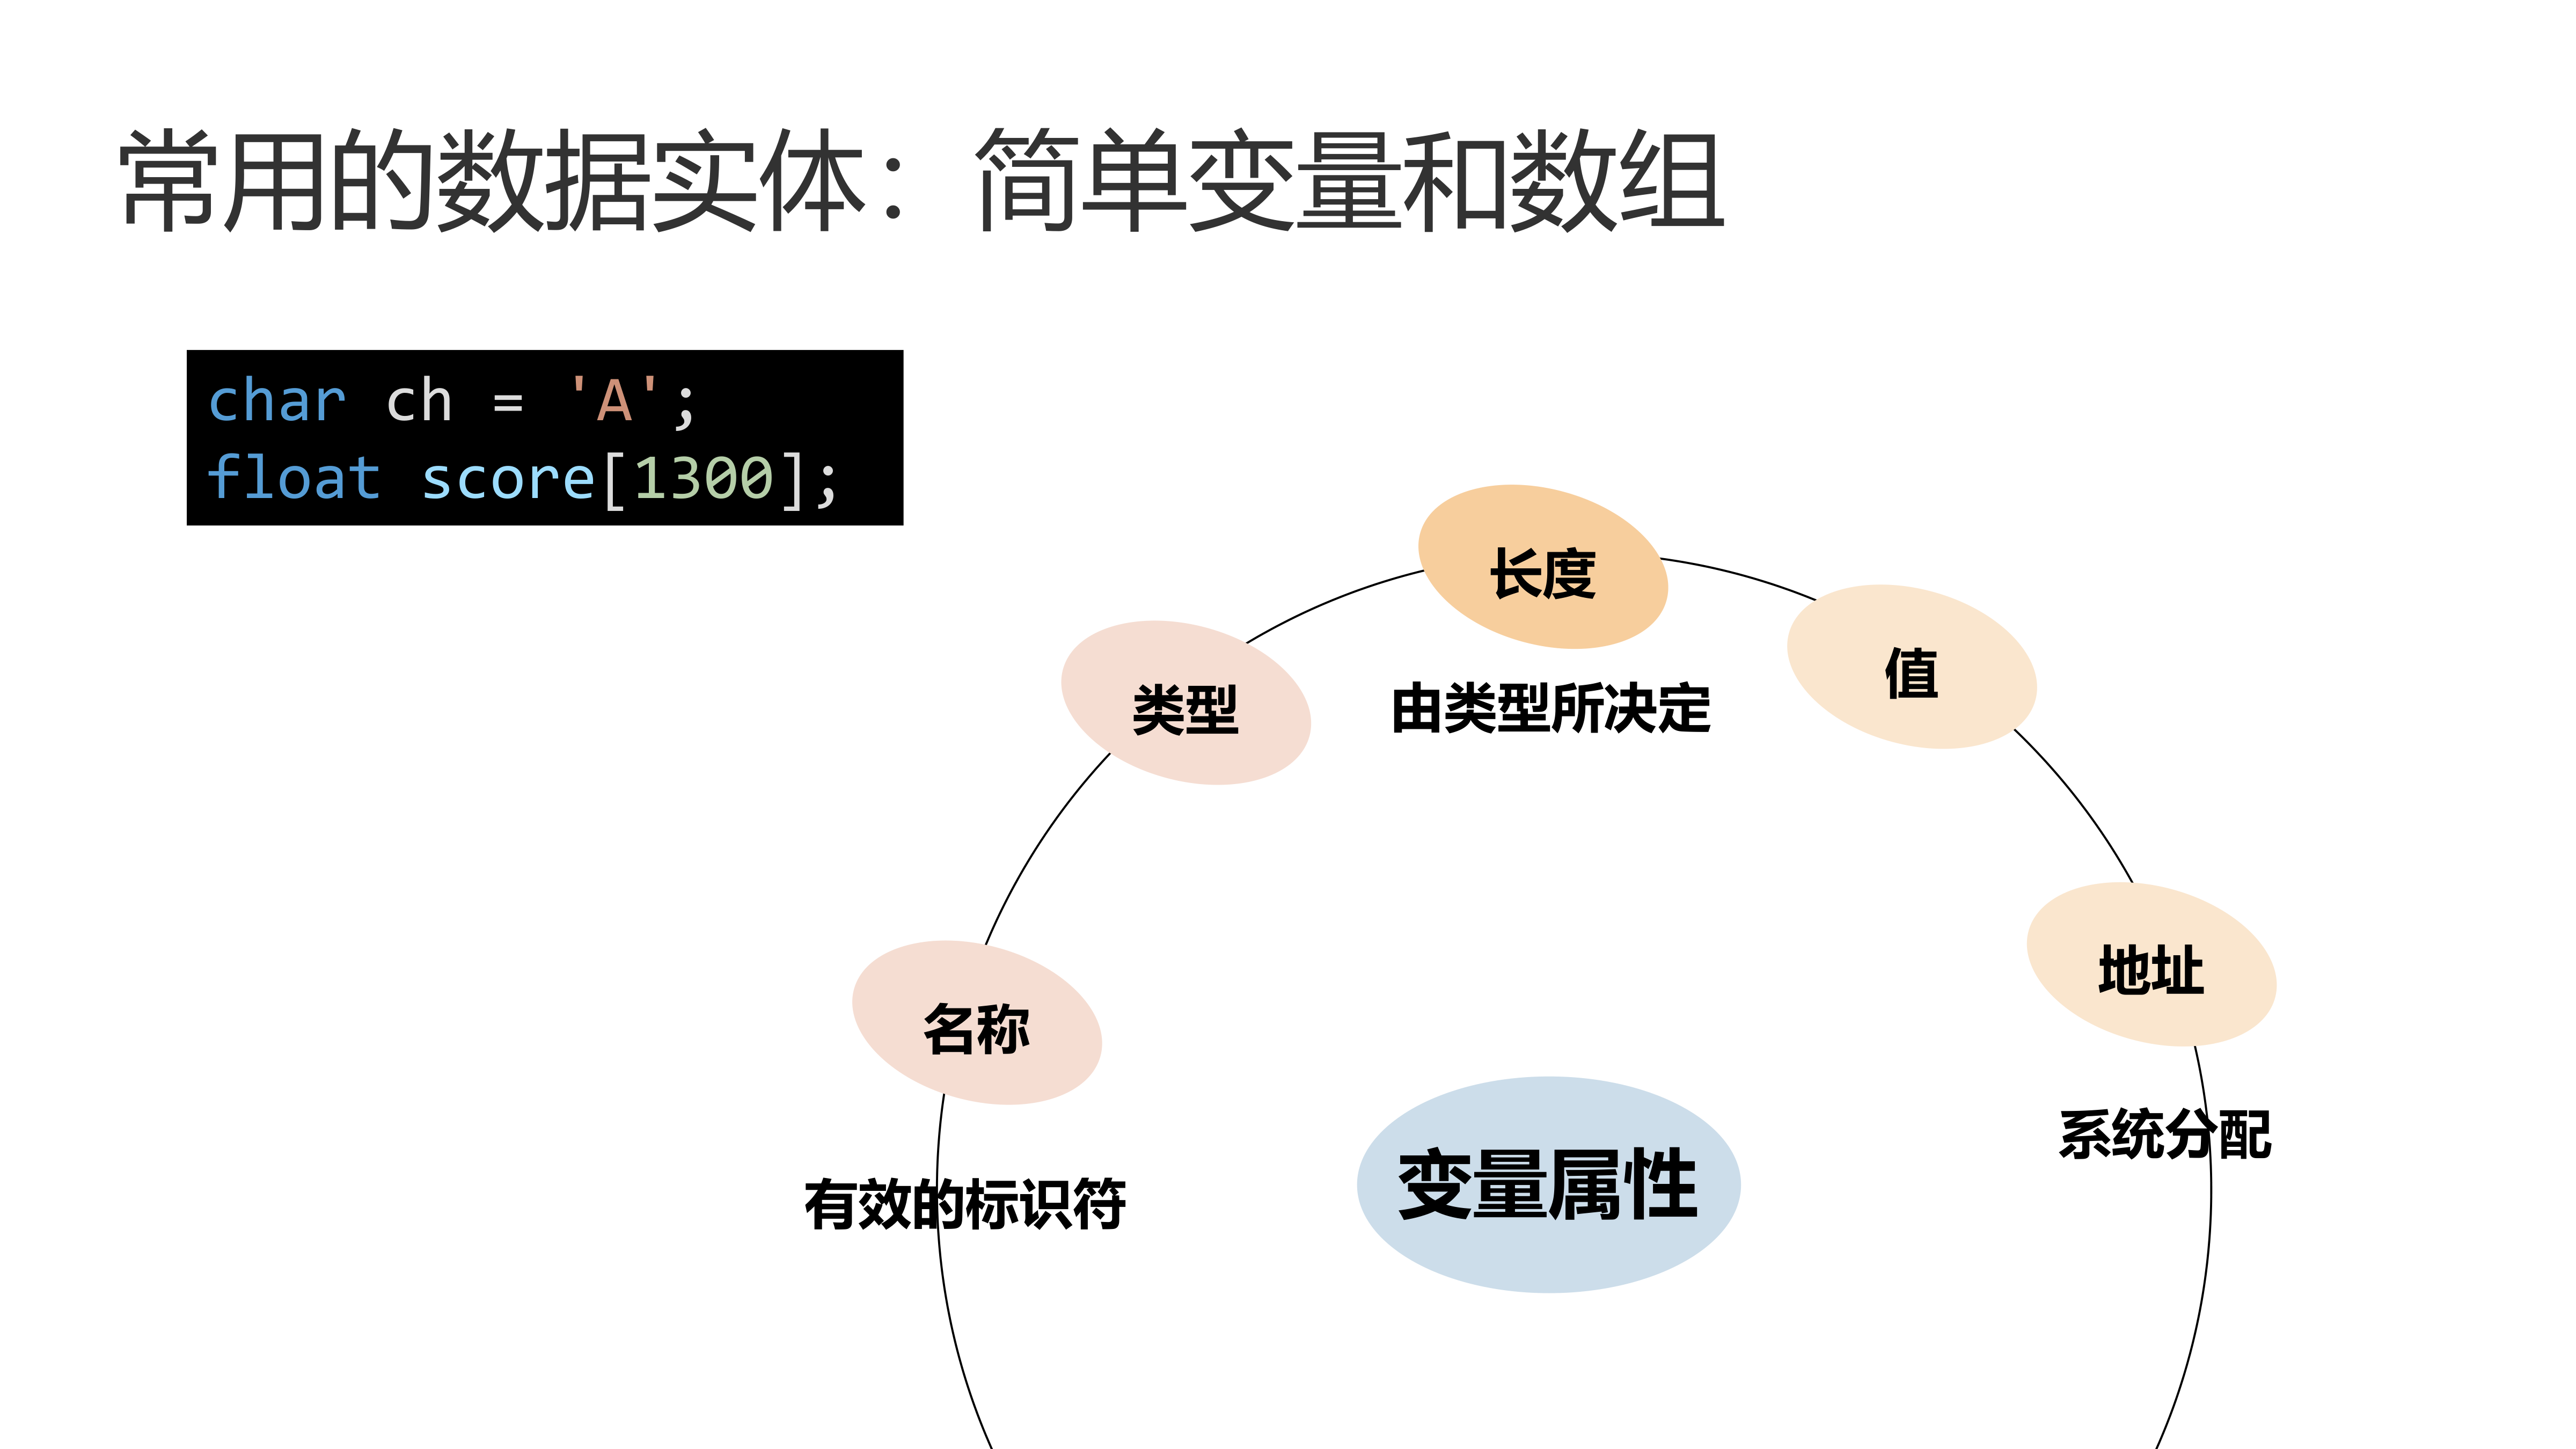 常用的数据实体：简单变量和数组
char ch = 'A';
float score[1300];
长度
值
类型
由类型所决定
地址
名称
系统分配
变量属性
有效的标识符